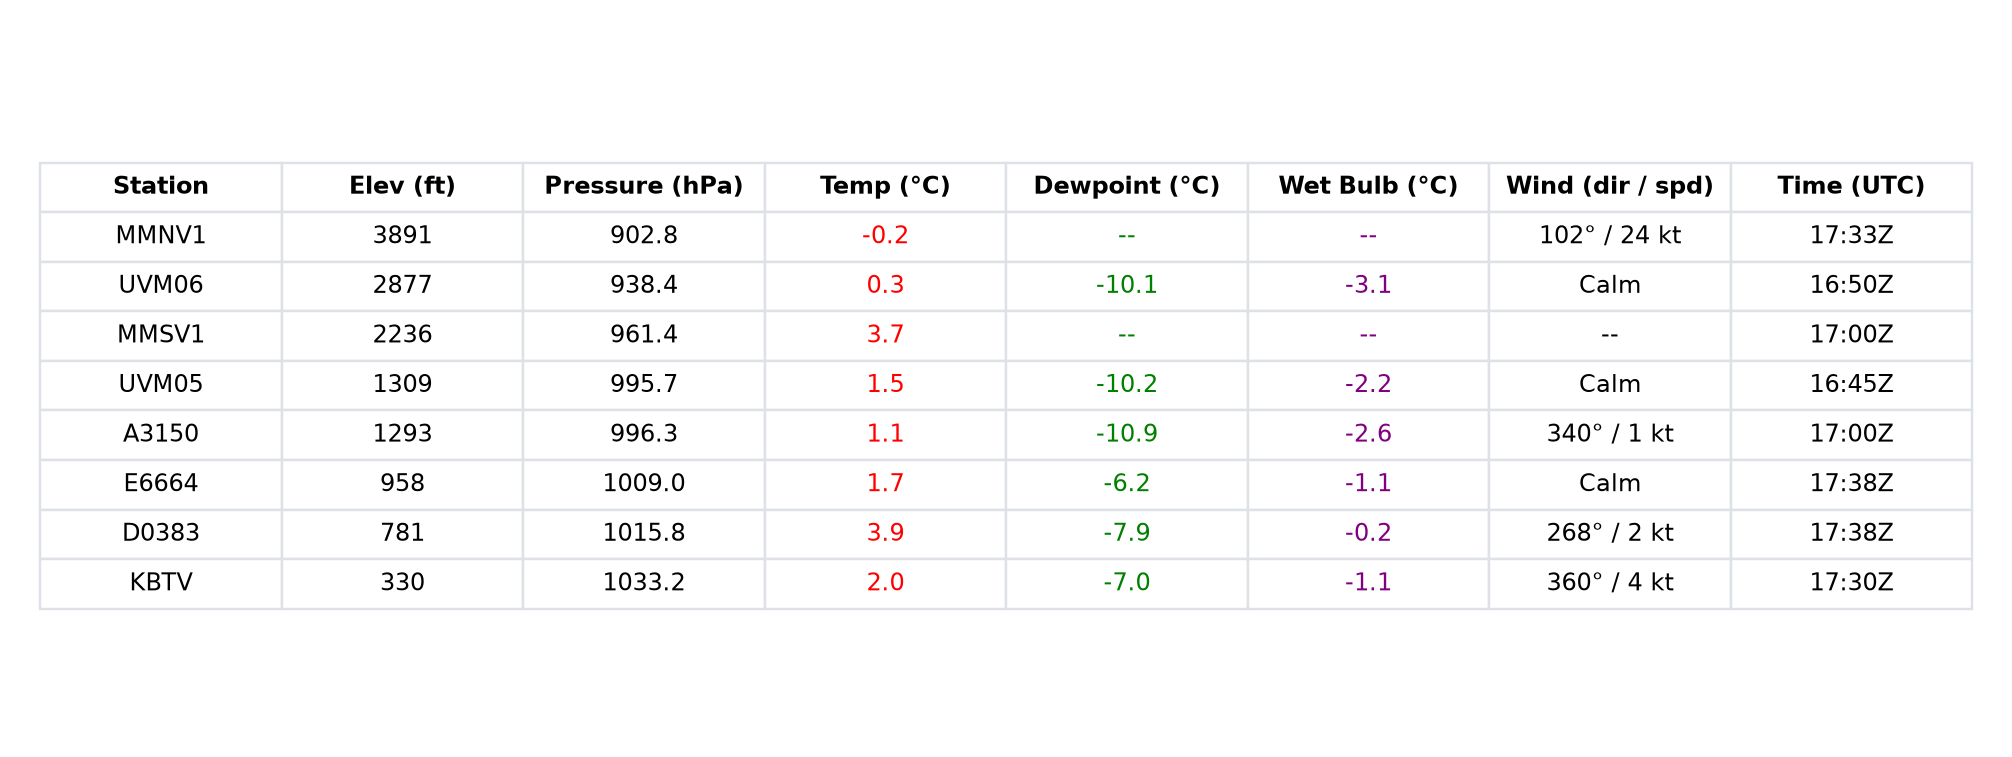 Station Elev (ft) Pressure (hPa) Temp (°C) Dewpoint (°C) Wet Bulb (°C) Wind (dir / spd) Time (UTC)
MMNV1 3891 902.8 -0.2 -- -- 102° / 24 kt 17:33Z
UVM06 2877 938.4 0.3 -10.1 -3.1 Calm 16:50Z
MMSV1 2236 961.4 3.7 -- -- -- 17:00Z
UVM05 1309 995.7 1.5 -10.2 -2.2 Calm 16:45Z
A3150 1293 996.3 1.1 -10.9 -2.6 340° / 1 kt 17:00Z
E6664 958 1009.0 1.7 -6.2 -1.1 Calm 17:38Z
D0383 781 1015.8 3.9 -7.9 -0.2 268° / 2 kt 17:38Z
KBTV 330 1033.2 2.0 -7.0 -1.1 360° / 4 kt 17:30Z